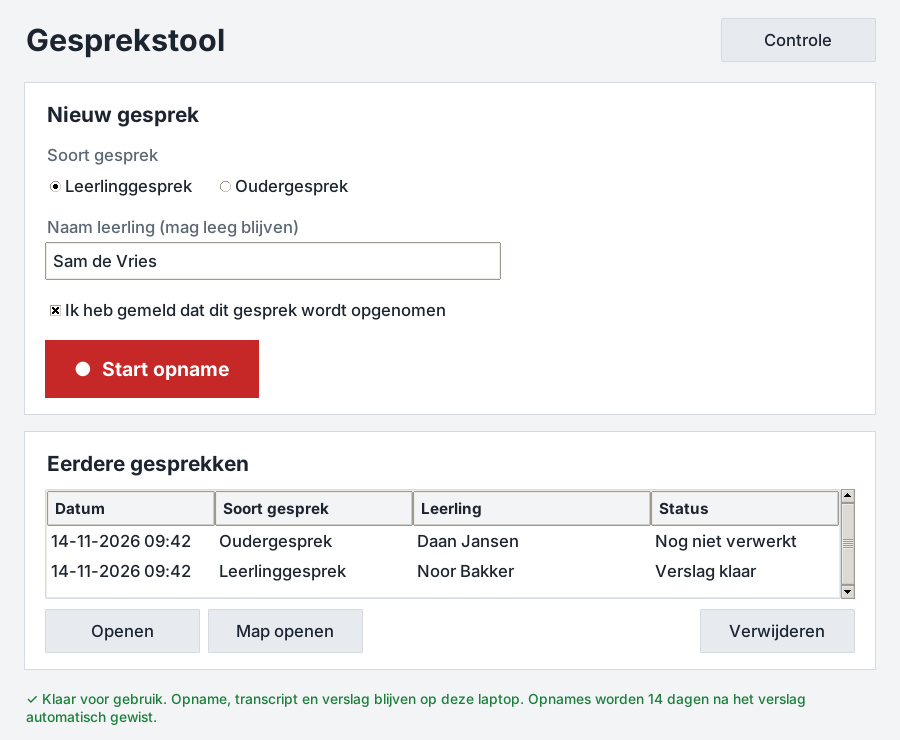 Gesprekstool
Controle
Nieuw gesprek
Soort gesprek
Leerlinggesprek Oudergesprek
Naam leerling (mag leeg blijven)
Sam de Vries
Ik heb gemeld dat dit gesprek wordt opgenomen
Start opname
Eerdere gesprekken
Datum Soort gesprek Leerling Status
14-11-2026 09:42 Oudergesprek Daan Jansen Nog niet verwerkt
14-11-2026 09:42 Leerlinggesprek Noor Bakker Verslag klaar
Openen Map openen Verwijderen
✓ Klaar voor gebruik. Opname, transcript en verslag blijven op deze laptop. Opnames worden 14 dagen na het verslag
automatisch gewist.